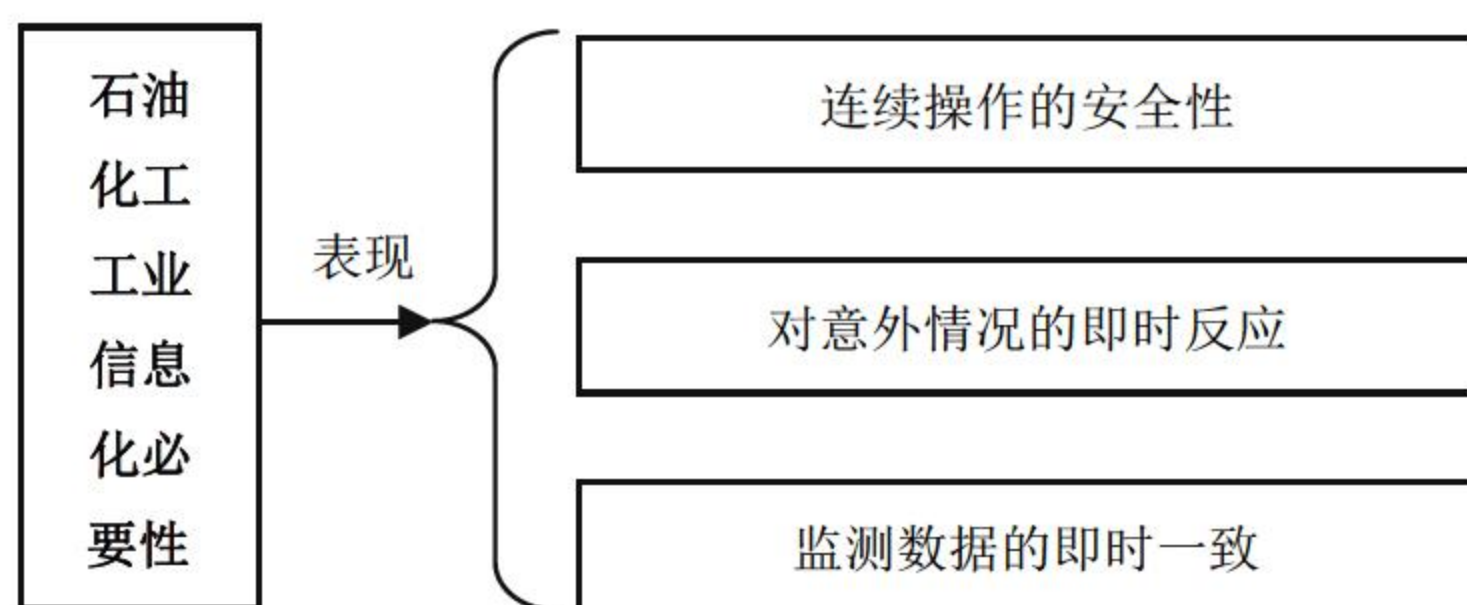 石油
化工
工业
信息
化必
要性
表现
连续操作的安全性
对意外情况的即时反应
监测数据的即时一致